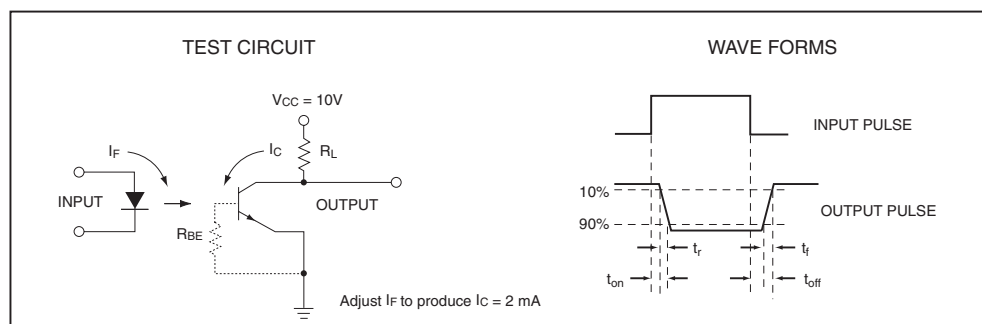 TEST CIRCUIT
VCC = 10V
IF
IC
RL
INPUT
OUTPUT
RBE
Adjust IF to produce IC = 2 mA
WAVE FORMS
INPUT PULSE
10%
OUTPUT PULSE
90%
tr
tf
ton
toff